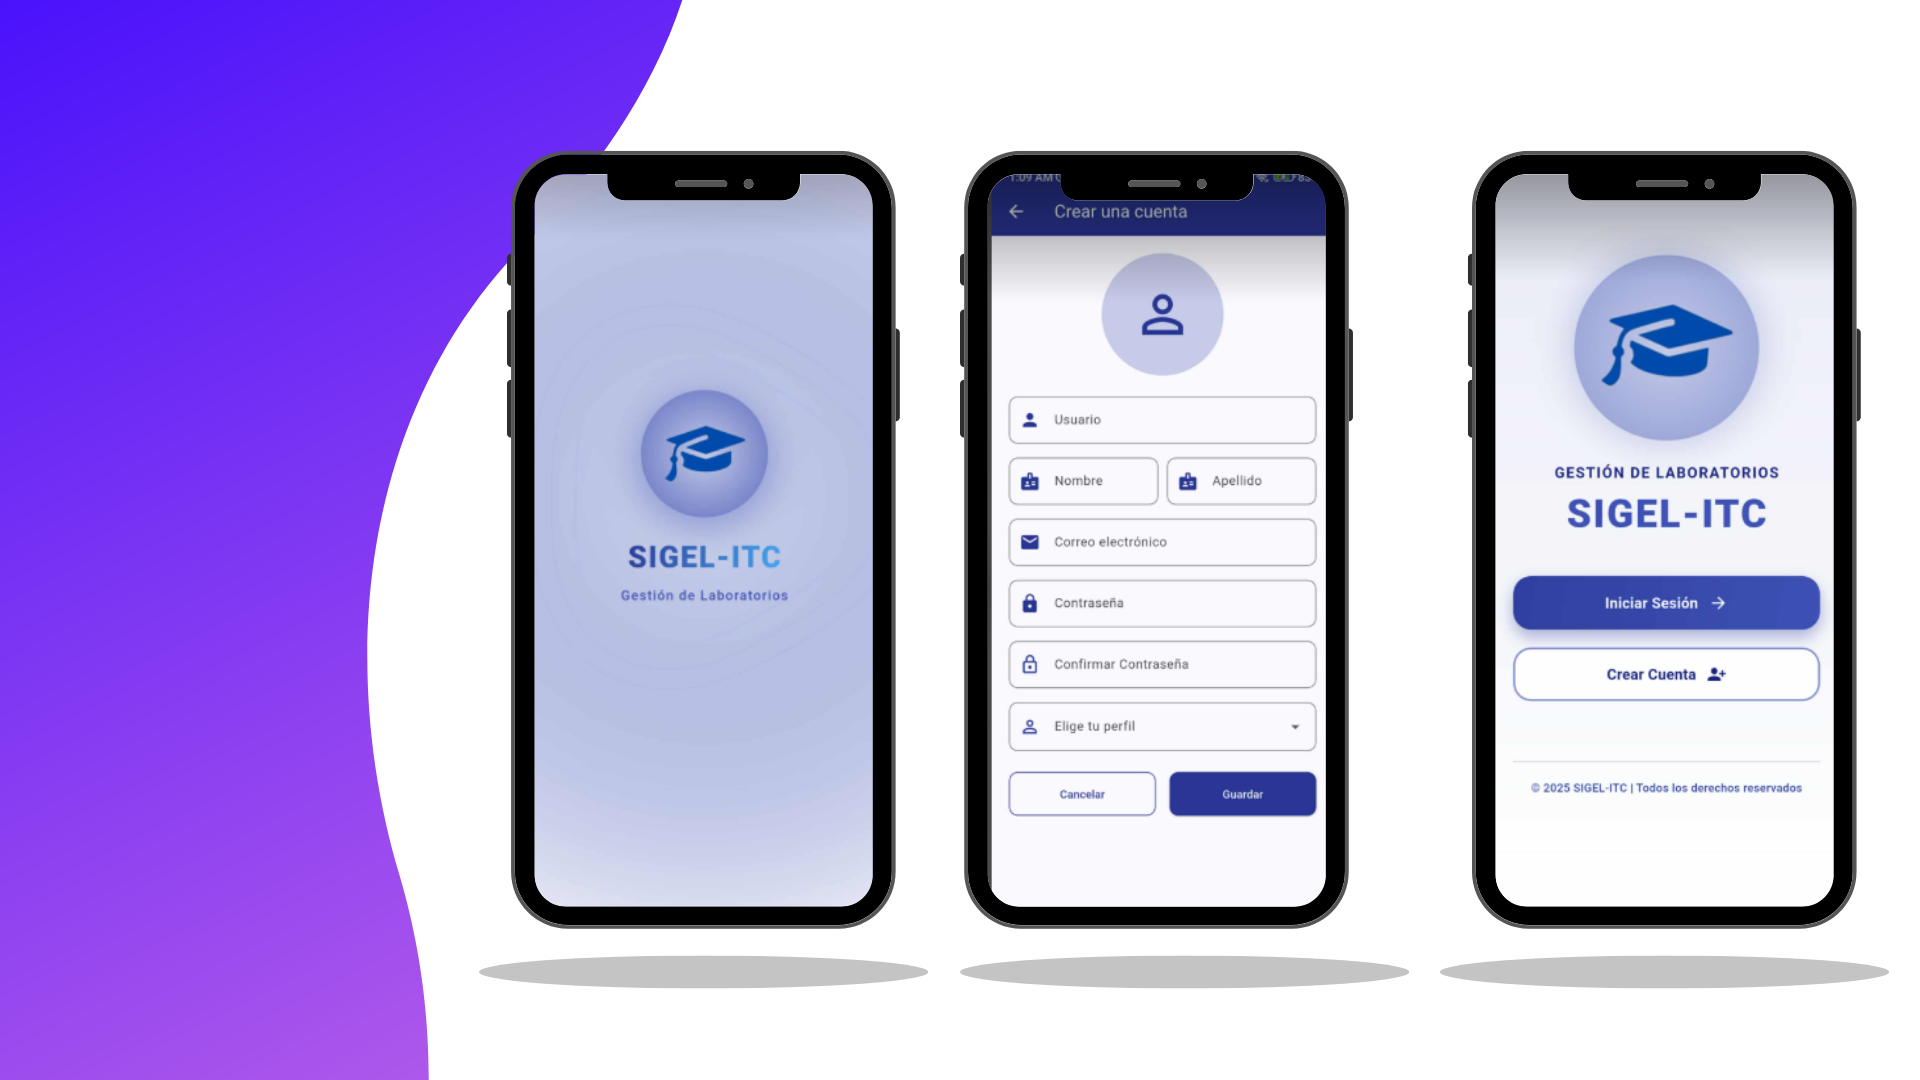 SIGEL-ITC
Gestión de Laboratorios
1:09 AM
Crear una cuenta
Usuario
Nombre
Apellido
Correo electrónico
Contraseña
Confirmar Contraseña
Elige tu perfil
Cancelar
Guardar
GESTIÓN DE LABORATORIOS
SIGEL-ITC
Iniciar Sesión
Crear Cuenta
© 2025 SIGEL-ITC | Todos los derechos reservados